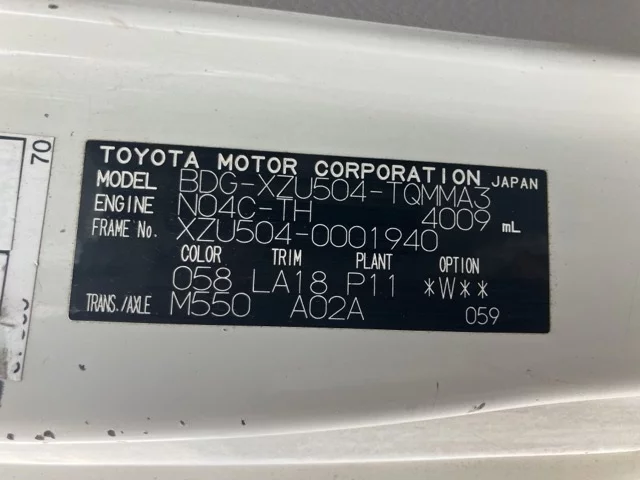 TOYOTA MOTOR CORPORATION JAPAN
MODEL BDG-XZU504-TQMMA3
ENGINE N04C-TH 4009 mL
FRAME No. XZU504-0001940
COLOR TRIM PLANT OPTION
058 LA18 P11 *W**
TRANS./AXLE M550 A02A 059
70